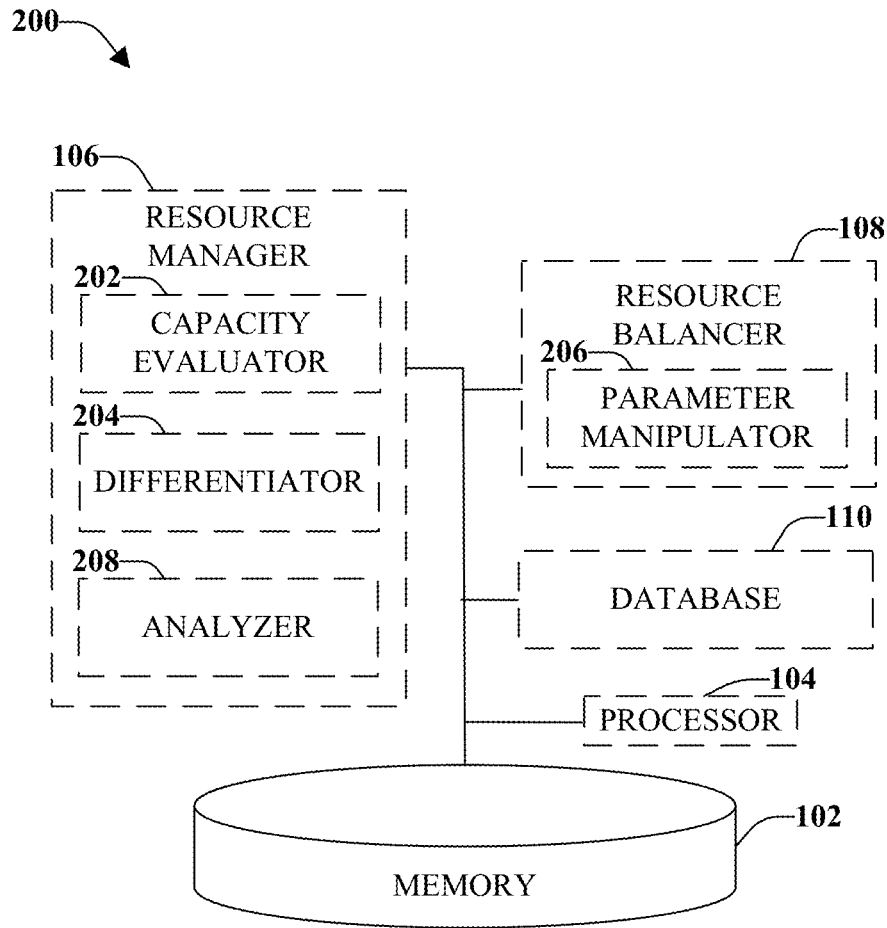 200
106
RESOURCE
MANAGER
202
CAPACITY
EVALUATOR
204
DIFFERENTIATOR
208
ANALYZER
108
RESOURCE
BALANCER
206
PARAMETER
MANIPULATOR
110
DATABASE
104
PROCESSOR
102
MEMORY